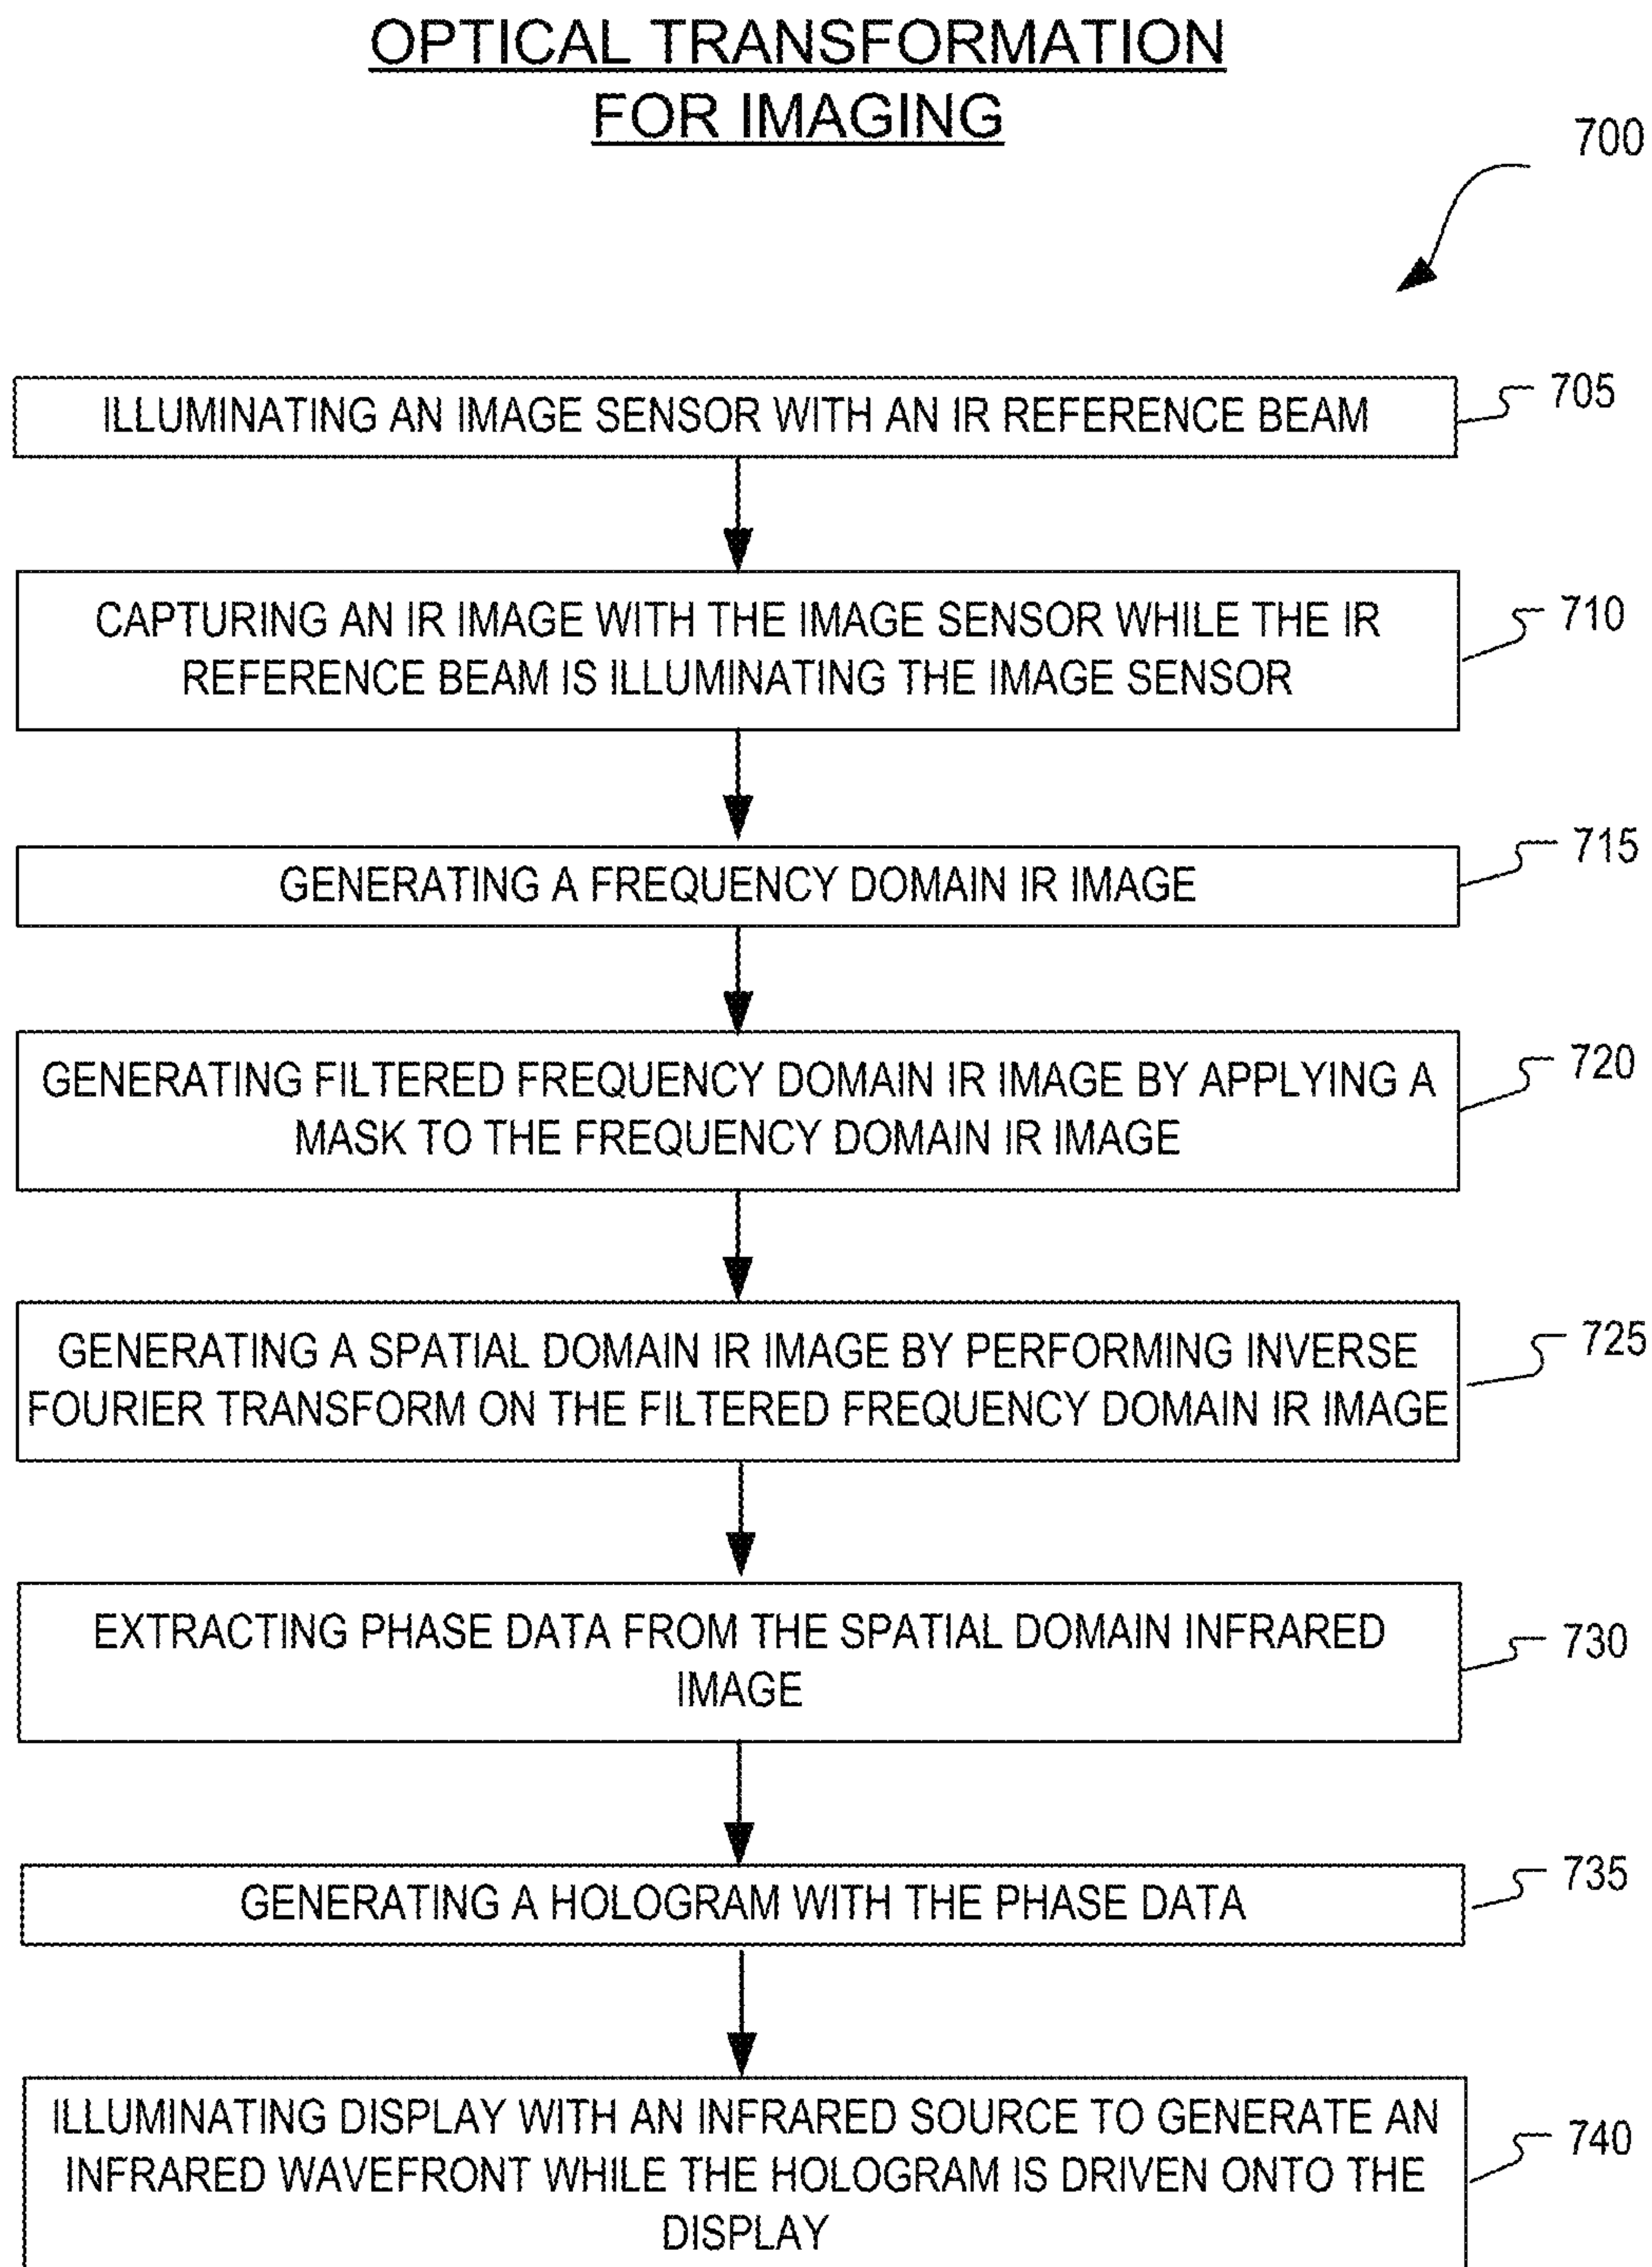 OPTICAL TRANSFORMATION
FOR IMAGING
700
ILLUMINATING AN IMAGE SENSOR WITH AN IR REFERENCE BEAM
705
CAPTURING AN IR IMAGE WITH THE IMAGE SENSOR WHILE THE IR
REFERENCE BEAM IS ILLUMINATING THE IMAGE SENSOR
710
GENERATING A FREQUENCY DOMAIN IR IMAGE
715
GENERATING FILTERED FREQUENCY DOMAIN IR IMAGE BY APPLYING A
MASK TO THE FREQUENCY DOMAIN IR IMAGE
720
GENERATING A SPATIAL DOMAIN IR IMAGE BY PERFORMING INVERSE
FOURIER TRANSFORM ON THE FILTERED FREQUENCY DOMAIN IR IMAGE
725
EXTRACTING PHASE DATA FROM THE SPATIAL DOMAIN INFRARED
IMAGE
730
GENERATING A HOLOGRAM WITH THE PHASE DATA
735
ILLUMINATING DISPLAY WITH AN INFRARED SOURCE TO GENERATE AN
INFRARED WAVEFRONT WHILE THE HOLOGRAM IS DRIVEN ONTO THE
DISPLAY
740